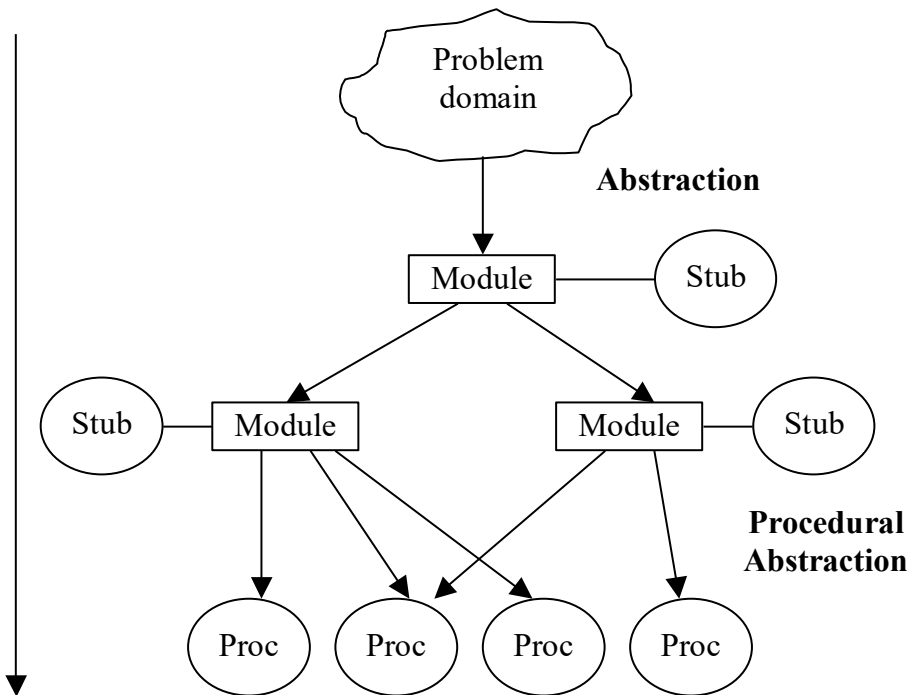 Problem
domain
Abstraction
Module
Stub
Stub
Module
Module
Stub
Procedural
Abstraction
Proc
Proc
Proc
Proc